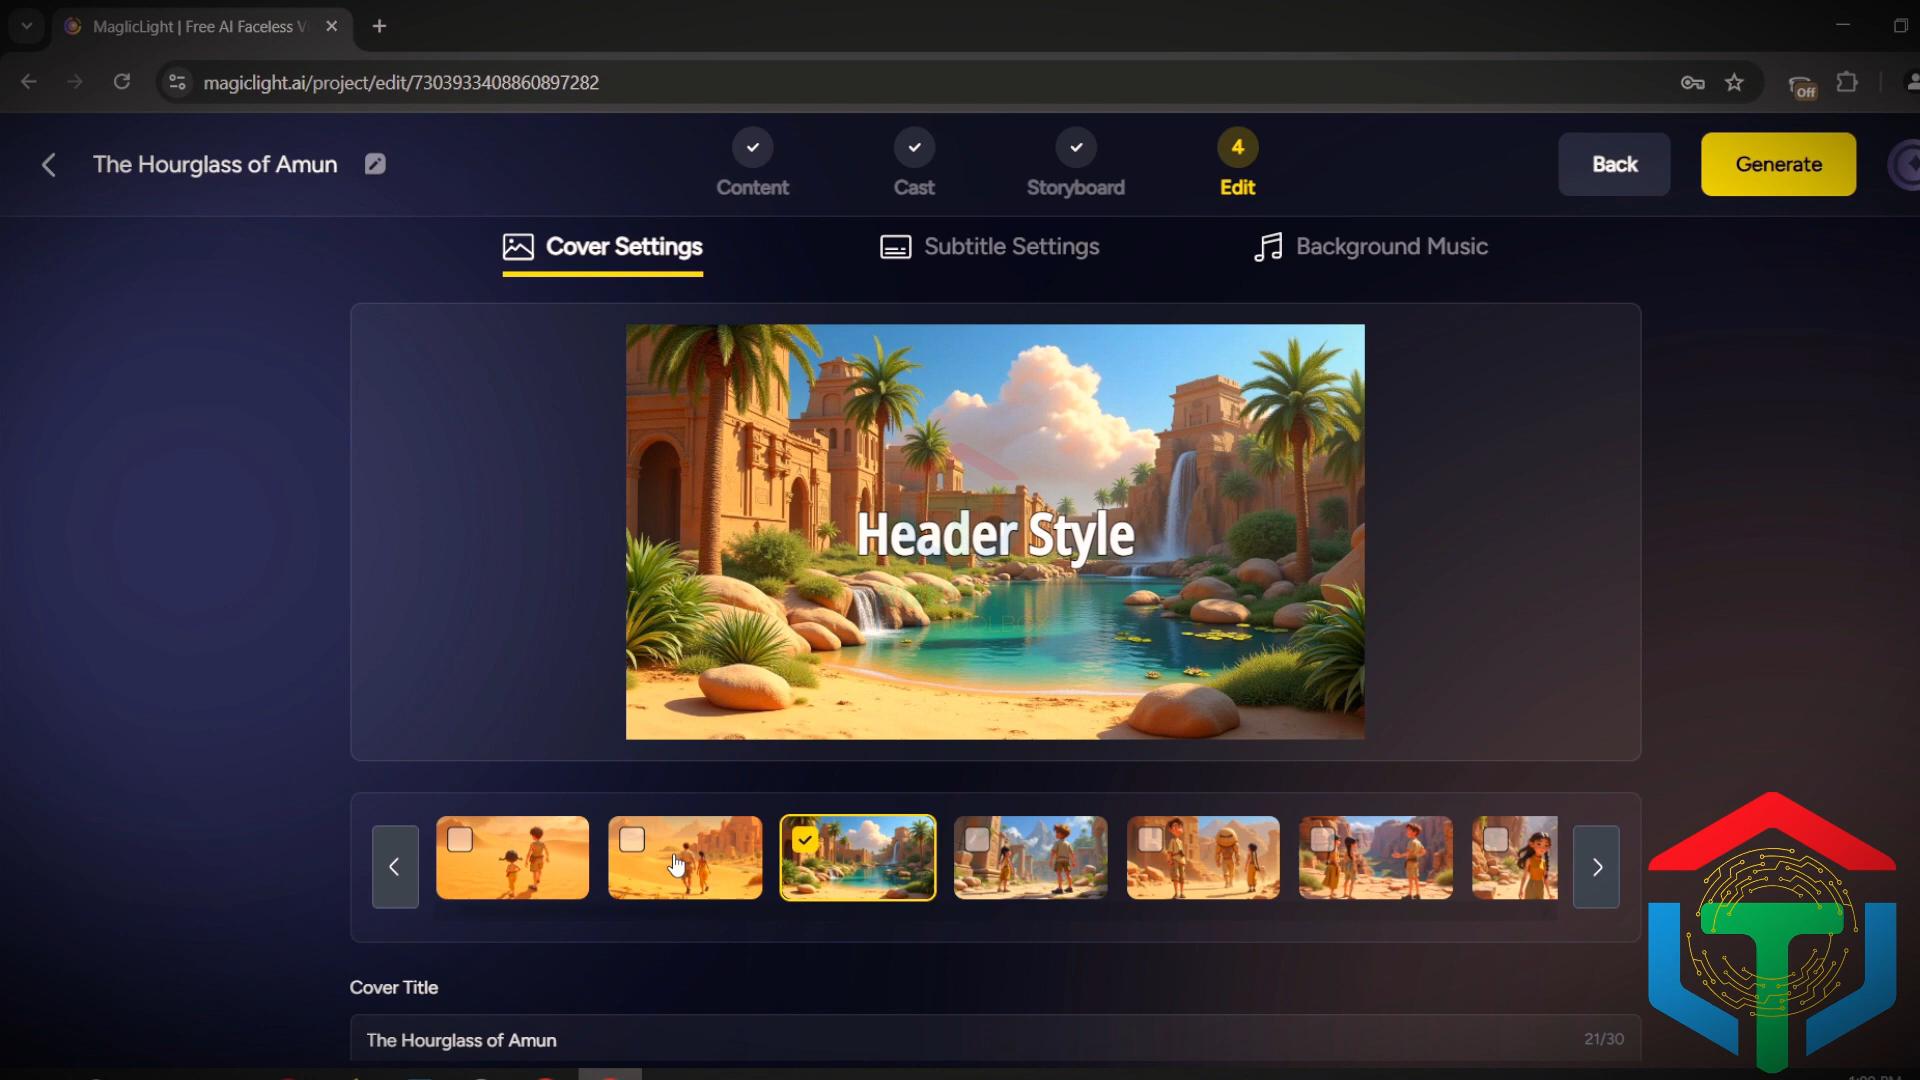 MaglicLight | Free AI Faceless V
magiclight.ai/project/edit/7303933408860897282
Off
The Hourglass of Amun
Content
Cast
Storyboard
4
Edit
Back
Generate
Cover Settings
Subtitle Settings
Background Music
Header Style
Cover Title
The Hourglass of Amun
21/30